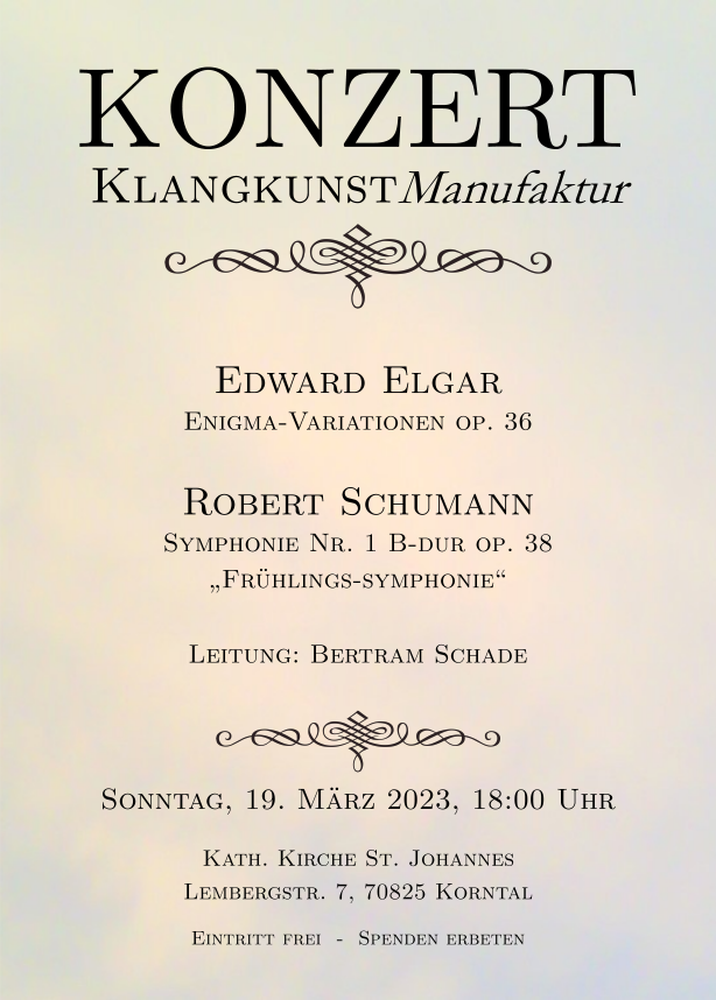 KONZERT
KLANGKUNSTManufaktur
EDWARD ELGAR
ENIGMA-VARIATIONEN OP. 36
ROBERT SCHUMANN
SYMPHONIE NR. 1 B-DUR OP. 38
„FRÜHLINGS-SYMPHONIE“
LEITUNG: BERTRAM SCHADE
SONNTAG, 19. MÄRZ 2023, 18:00 UHR
KATH. KIRCHE ST. JOHANNES
LEMBERGSTR. 7, 70825 KORNTAL
EINTRITT FREI - SPENDEN ERBETEN